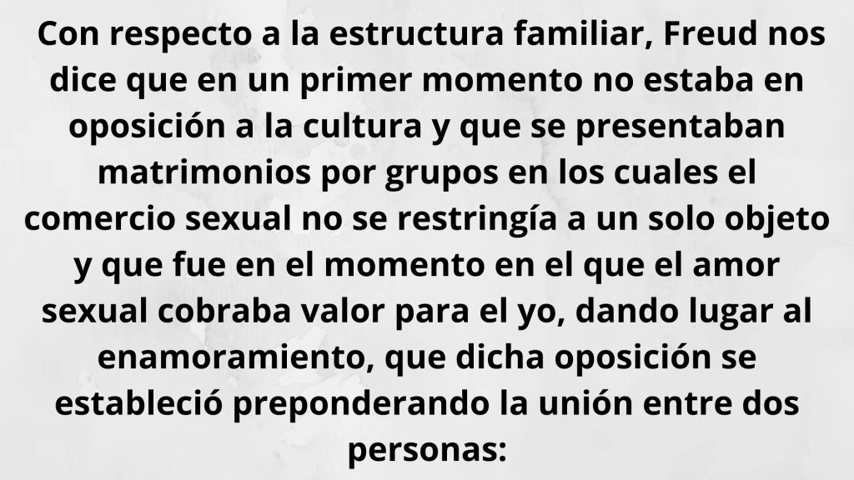 Con respecto a la estructura familiar, Freud nos
dice que en un primer momento no estaba en
oposición a la cultura y que se presentaban
matrimonios por grupos en los cuales el
comercio sexual no se restringía a un solo objeto
y que fue en el momento en el que el amor
sexual cobraba valor para el yo, dando lugar al
enamoramiento, que dicha oposición se
estableció preponderando la unión entre dos
personas: